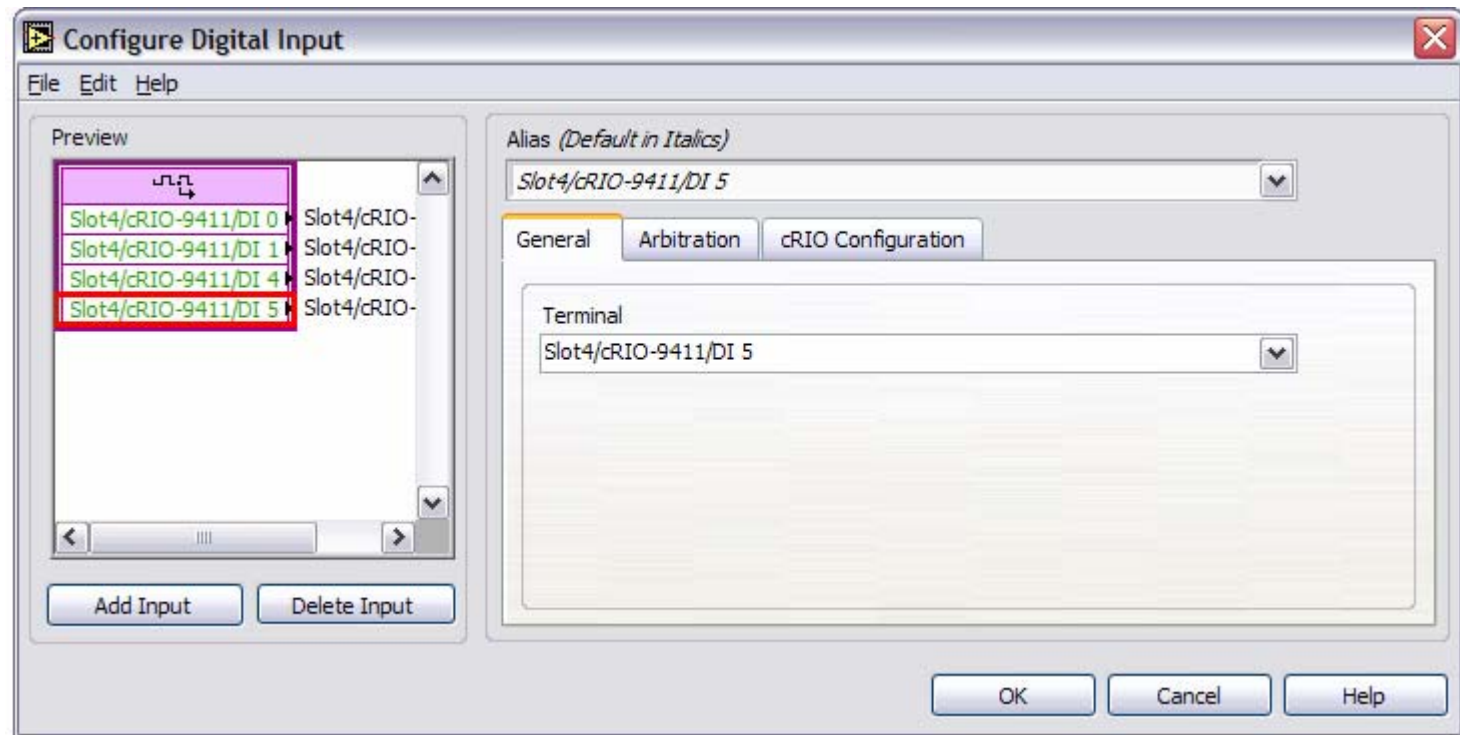 Configure Digital Input
File Edit Help
Preview
Slot4/cRIO-9411/DI 0 Slot4/cRIO-
Slot4/cRIO-9411/DI 1 Slot4/cRIO-
Slot4/cRIO-9411/DI 4 Slot4/cRIO-
Slot4/cRIO-9411/DI 5 Slot4/cRIO-
Add Input Delete Input
Alias (Default in Italics)
Slot4/cRIO-9411/DI 5
General Arbitration cRIO Configuration
Terminal
Slot4/cRIO-9411/DI 5
OK Cancel Help